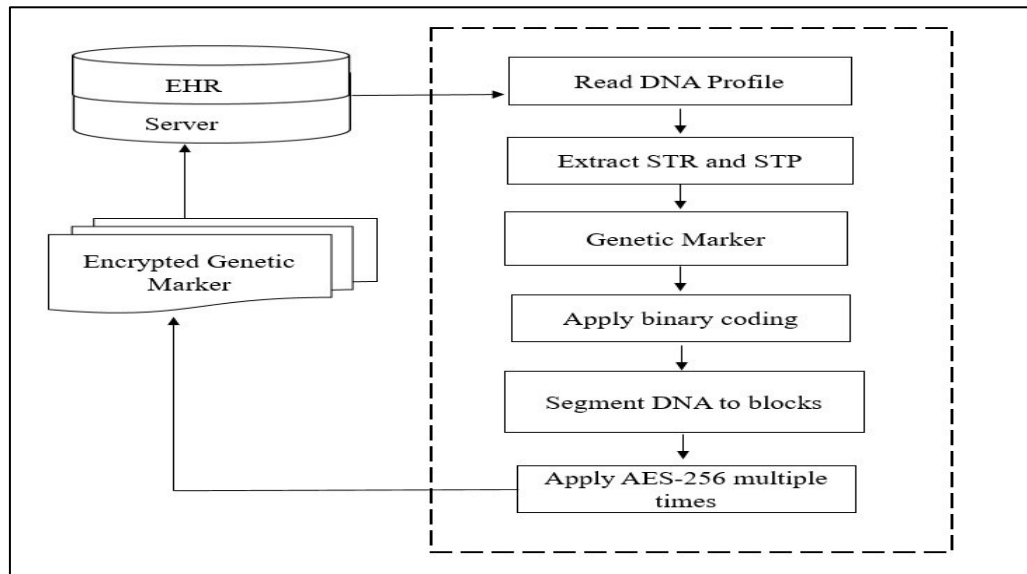 EHR
Server
Encrypted Genetic
Marker
Read DNA Profile
Extract STR and STP
Genetic Marker
Apply binary coding
Segment DNA to blocks
Apply AES-256 multiple
times